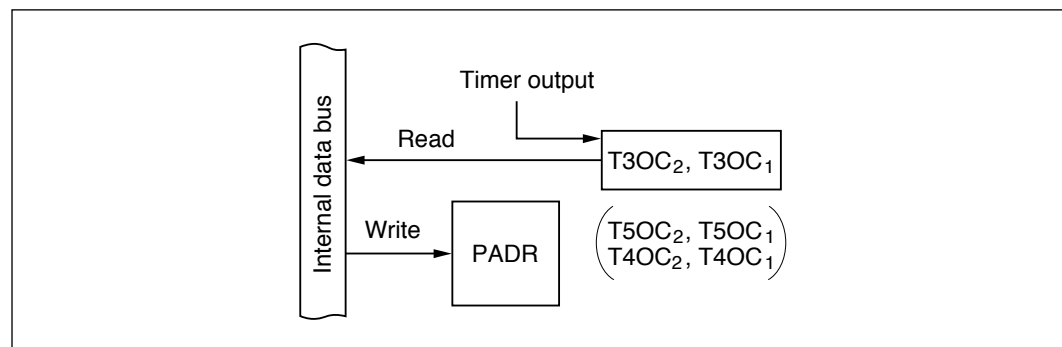 Internal data bus
Timer output
Read
T3OC2, T3OC1
Write
PADR
T5OC2, T5OC1
T4OC2, T4OC1